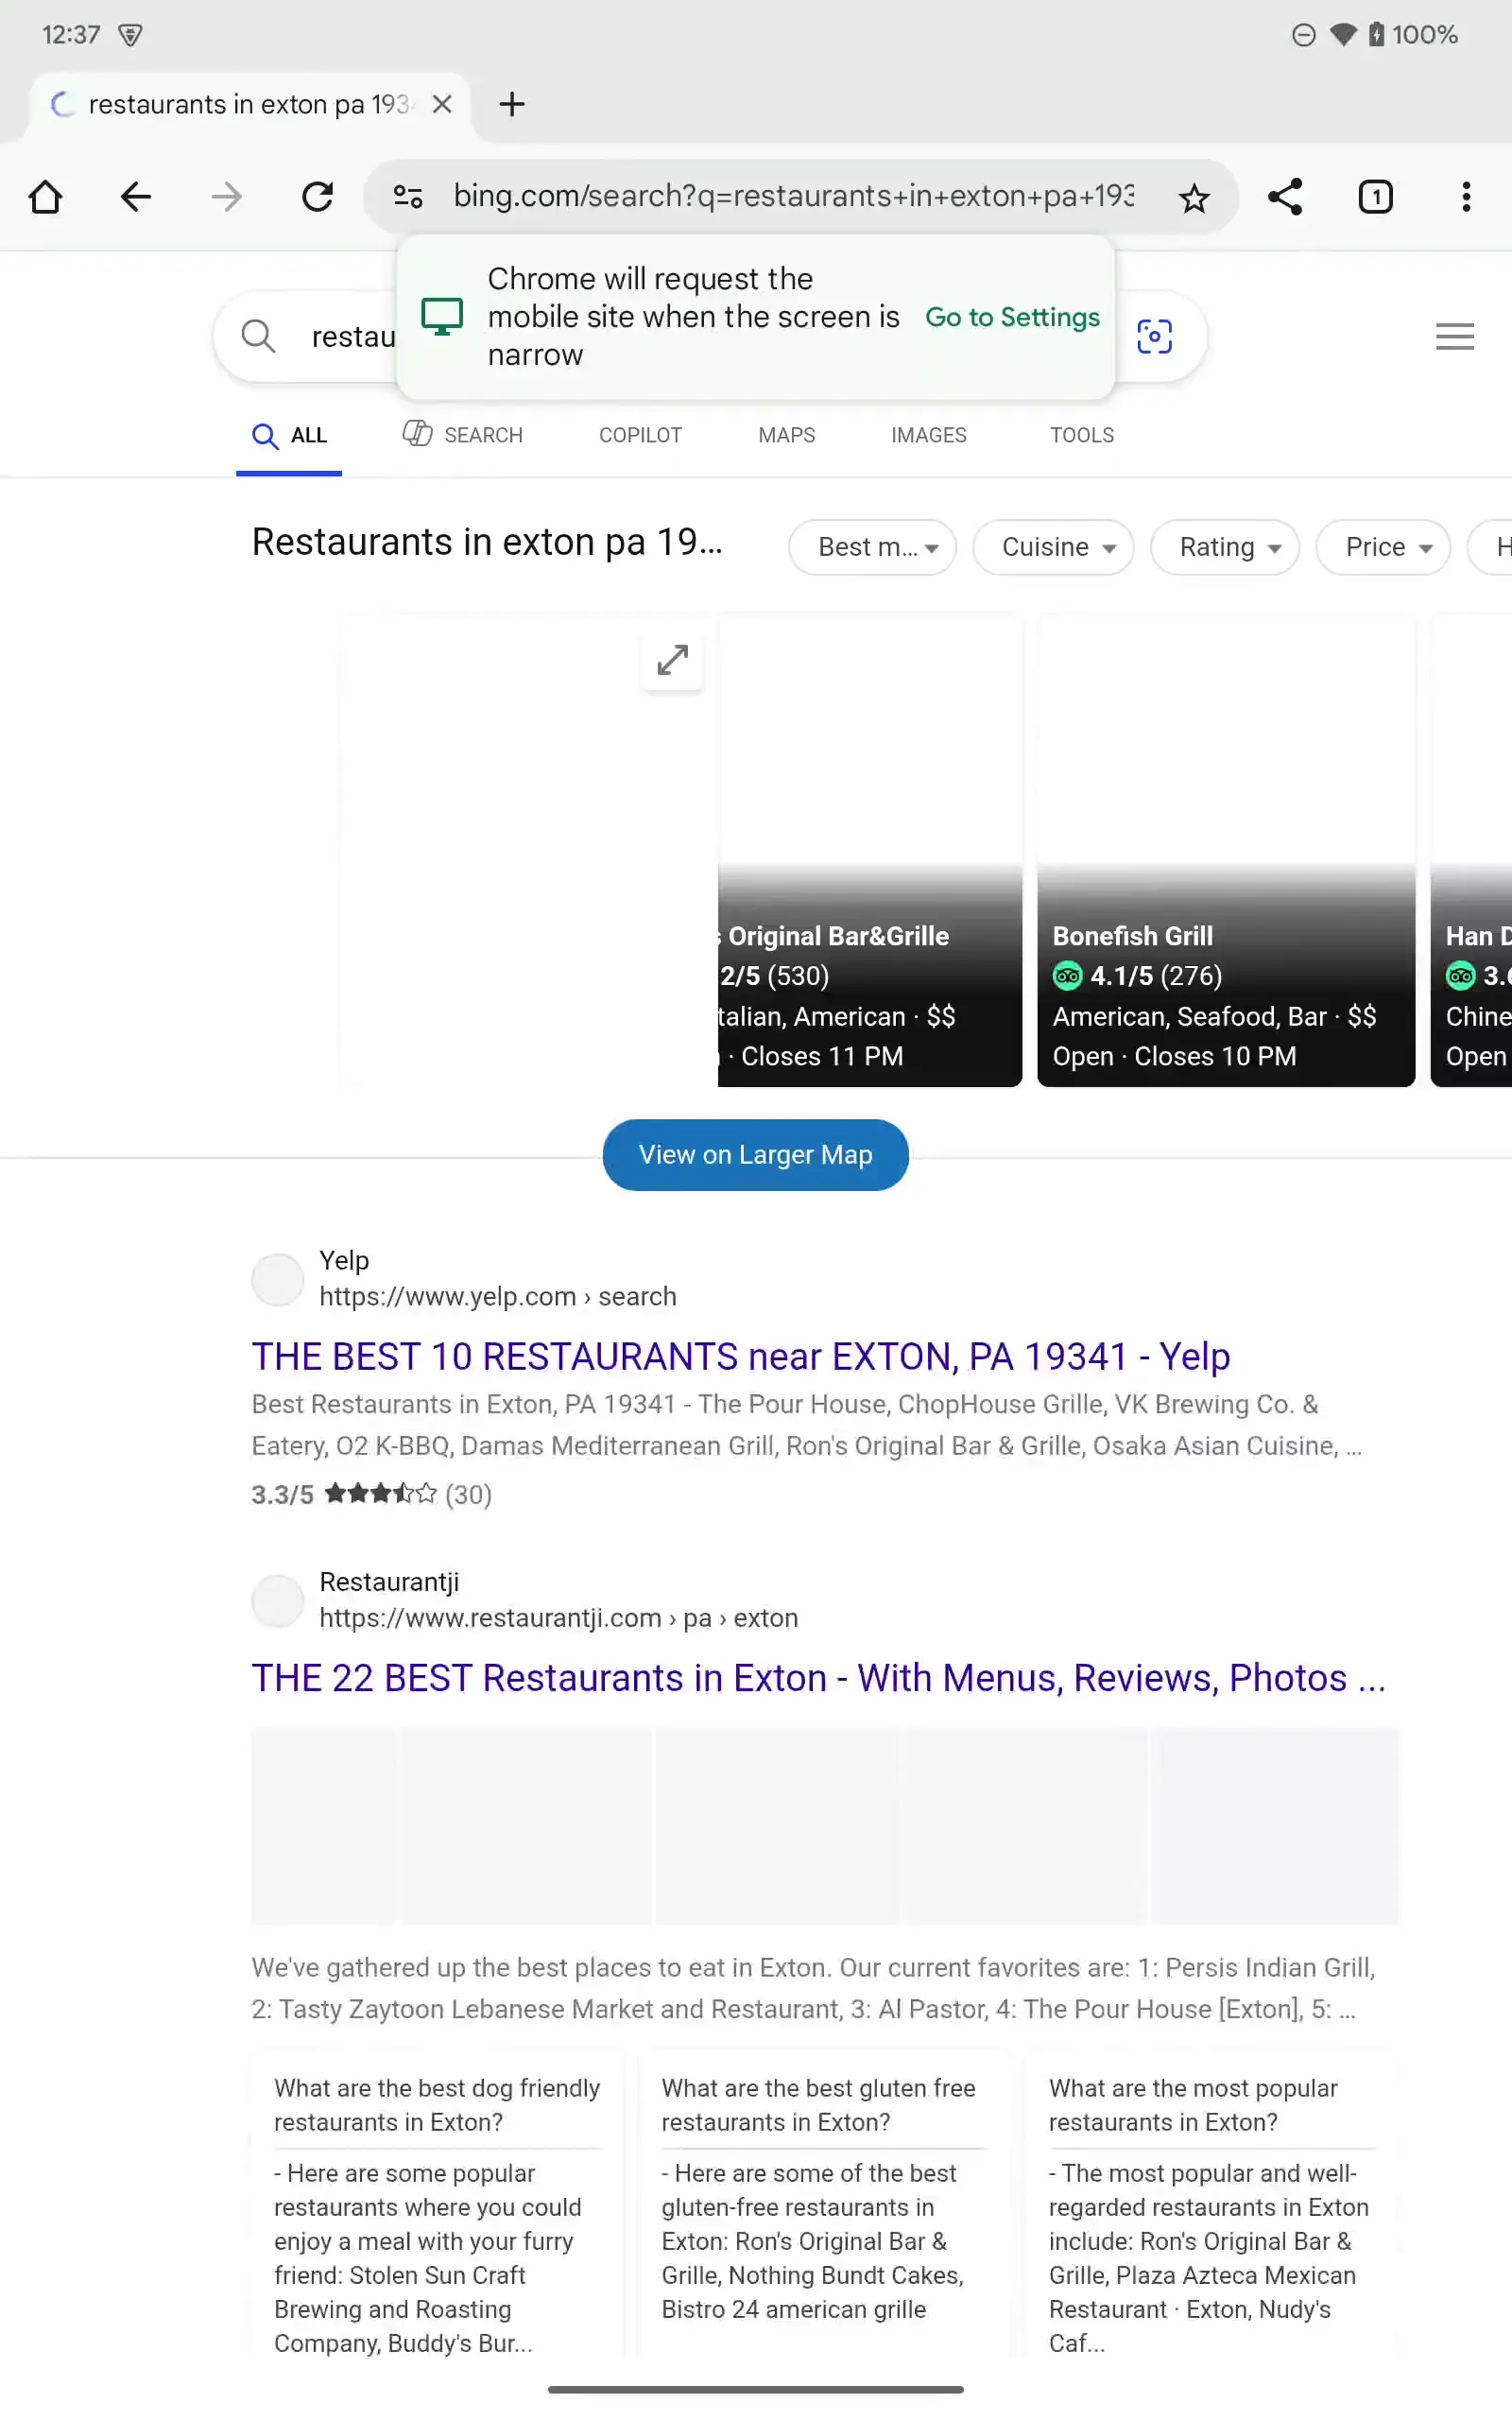 12:37
100%
restaurants in exton pa 193
bing.com/search?q=restaurants+in+exton+pa+193
Chrome will request the
mobile site when the screen is
narrow
Go to Settings
restau
ALL
SEARCH
COPILOT
MAPS
IMAGES
TOOLS
Restaurants in exton pa 19...
Best m...
Cuisine
Rating
Price
H
s Original Bar&Grille
2/5 (530)
talian, American · $$
· Closes 11 PM
Bonefish Grill
4.1/5 (276)
American, Seafood, Bar · $$
Open · Closes 10 PM
Han D
3.6
Chine
Open
View on Larger Map
Yelp
https://www.yelp.com › search
THE BEST 10 RESTAURANTS near EXTON, PA 19341 - Yelp
Best Restaurants in Exton, PA 19341 - The Pour House, ChopHouse Grille, VK Brewing Co. &
Eatery, O2 K-BBQ, Damas Mediterranean Grill, Ron's Original Bar & Grille, Osaka Asian Cuisine, ...
3.3/5 (30)
Restaurantji
https://www.restaurantji.com › pa › exton
THE 22 BEST Restaurants in Exton - With Menus, Reviews, Photos ...
We've gathered up the best places to eat in Exton. Our current favorites are: 1: Persis Indian Grill,
2: Tasty Zaytoon Lebanese Market and Restaurant, 3: Al Pastor, 4: The Pour House [Exton], 5: ...
What are the best dog friendly
restaurants in Exton?
- Here are some popular
restaurants where you could
enjoy a meal with your furry
friend: Stolen Sun Craft
Brewing and Roasting
Company, Buddy's Bur...
What are the best gluten free
restaurants in Exton?
- Here are some of the best
gluten-free restaurants in
Exton: Ron's Original Bar &
Grille, Nothing Bundt Cakes,
Bistro 24 american grille
What are the most popular
restaurants in Exton?
- The most popular and well-
regarded restaurants in Exton
include: Ron's Original Bar &
Grille, Plaza Azteca Mexican
Restaurant · Exton, Nudy's
Caf...